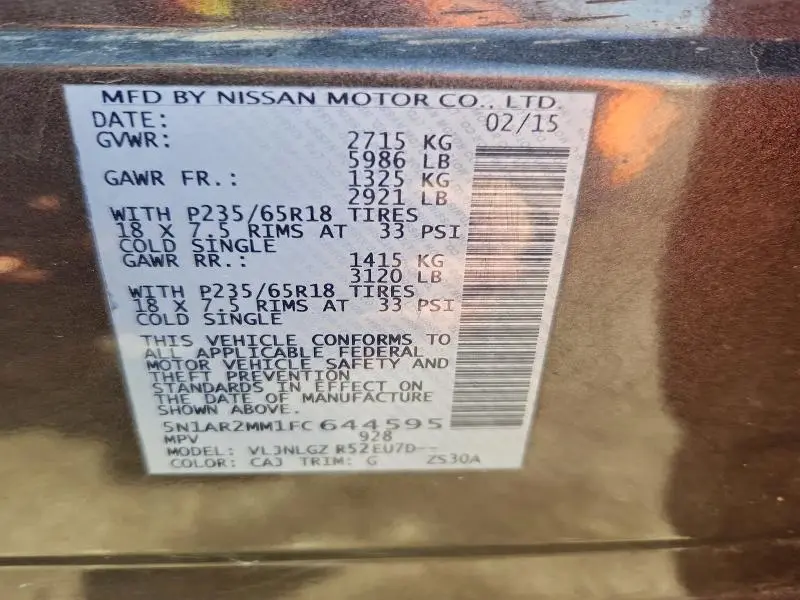 MFD BY NISSAN MOTOR CO., LTD.
DATE: 02/15
GVWR: 2715 KG
5986 LB
GAWR FR.: 1325 KG
2921 LB
WITH P235/65R18 TIRES
18 X 7.5 RIMS AT 33 PSI
COLD SINGLE
GAWR RR.: 1415 KG
3120 LB
WITH P235/65R18 TIRES
18 X 7.5 RIMS AT 33 PSI
COLD SINGLE
THIS VEHICLE CONFORMS TO
ALL APPLICABLE FEDERAL
MOTOR VEHICLE SAFETY AND
THEFT PREVENTION
STANDARDS IN EFFECT ON
THE DATE OF MANUFACTURE
SHOWN ABOVE.
5N1AR2MM1FC644595
MPV 928
MODEL: VLJNLGZ R52EU7D--
COLOR: CAJ TRIM: G ZS30A